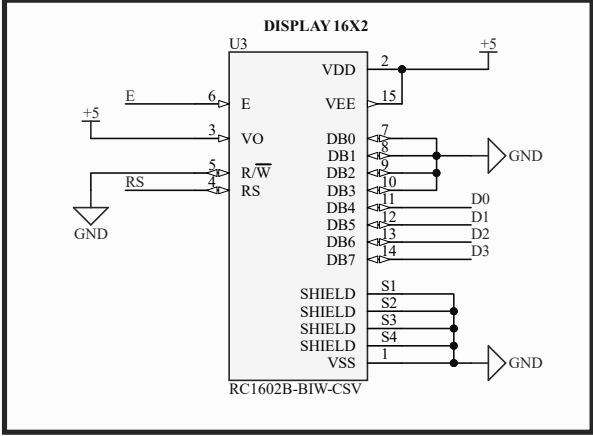 DISPLAY 16X2
U3
VDD 2 +5
E 6 E VEE 15
+5 3 VO DB0 7
DB1 8 GND
5 R/W DB2 9
RS 4 RS DB3 10
GND DB4 11 D0
DB5 12 D1
DB6 13 D2
DB7 14 D3
SHIELD S1
SHIELD S2
SHIELD S3
SHIELD S4
VSS 1 GND
RC1602B-BIW-CSV